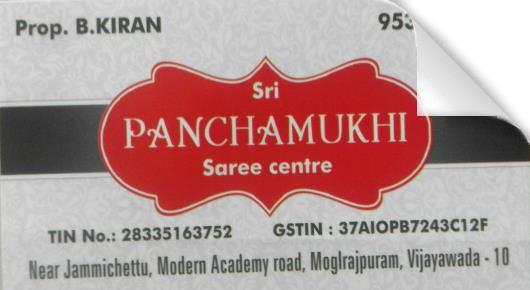 Prop. B.KIRAN 953
Sri
PANCHAMUKHI
Saree centre
TIN No.: 28335163752 GSTIN : 37AIOPB7243C12F
Near Jammichettu, Modern Academy road, Moglrajpuram, Vijayawada - 10